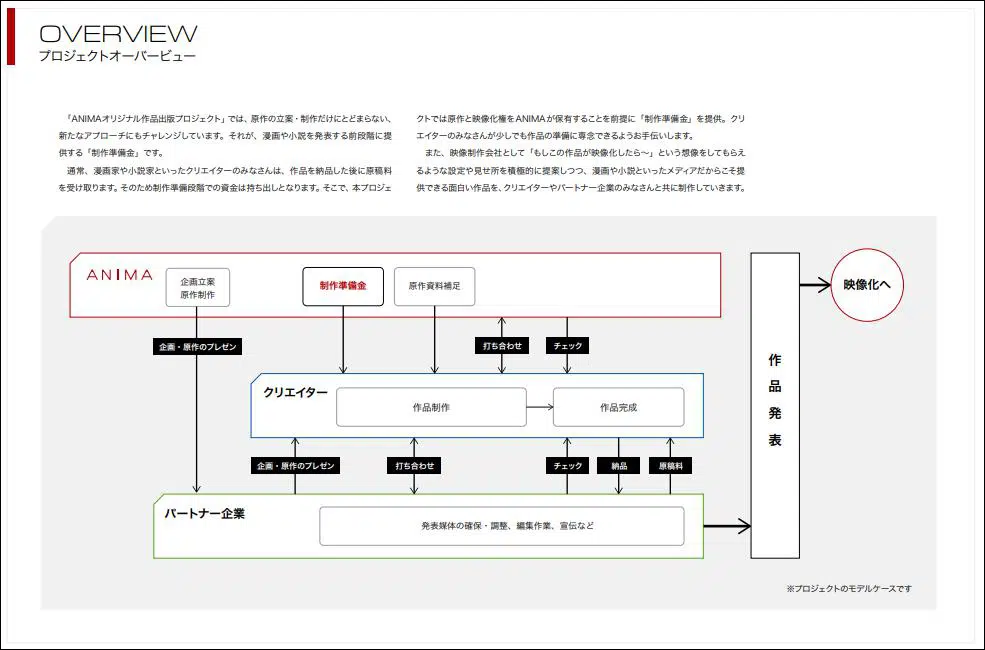 OVERVIEW
プロジェクトオーバービュー
「ANIMAオリジナル作品出版プロジェクト」では、原作の立案・制作だけにとどまらない、
新たなアプローチにもチャレンジしています。それが、漫画や小説を発表する前段階に提
供する「制作準備金」です。
通常、漫画家や小説家といったクリエイターのみなさんは、作品を納品した後に原稿料
を受け取ります。そのため制作準備段階での資金は持ち出しとなります。そこで、本プロジェ
クトでは原作と映像化権をANIMAが保有することを前提に「制作準備金」を提供。クリ
エイターのみなさんが少しでも作品の準備に専念できるようお手伝いします。
また、映像制作会社として「もしこの作品が映像化したら〜」という想像をしてもらえ
るような設定や見せ所を積極的に提案しつつ、漫画や小説といったメディアだからこそ提
供できる面白い作品を、クリエイターやパートナー企業のみなさんと共に制作していきます。
ANIMA
企画立案
原作制作
制作準備金
原作資料補足
企画・原作のプレゼン
打ち合わせ
チェック
クリエイター
作品制作
作品完成
企画・原作のプレゼン
打ち合わせ
チェック
納品
原稿料
パートナー企業
発表媒体の確保・調整、編集作業、宣伝など
作品発表
映像化へ
※プロジェクトのモデルケースです